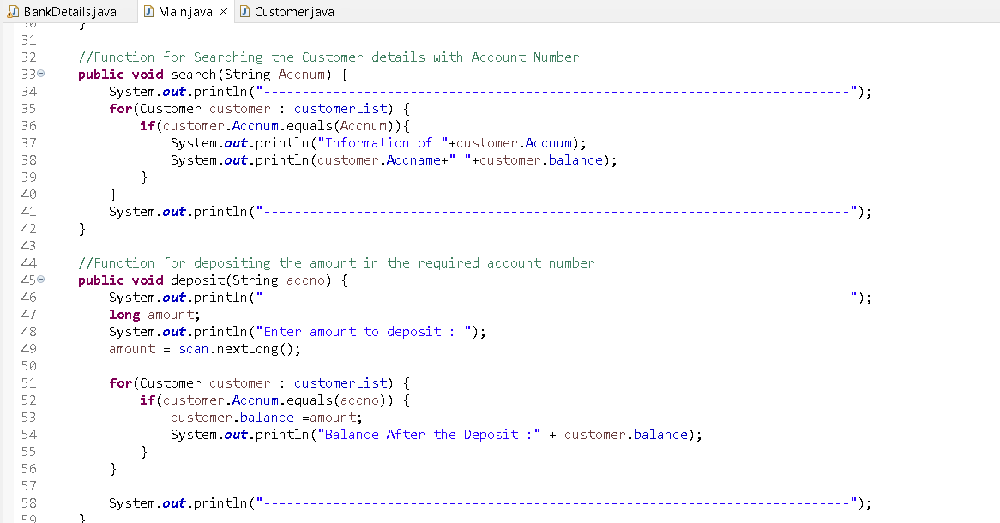 BankDetails.java Main.java Customer.java
30 }
31
32 //Function for Searching the Customer details with Account Number
33 public void search(String Accnum) {
34 System.out.println("----------------------------------------------------------------------------");
35 for(Customer customer : customerList) {
36 if(customer.Accnum.equals(Accnum)){
37 System.out.println("Information of "+customer.Accnum);
38 System.out.println(customer.Accname+" "+customer.balance);
39 }
40 }
41 System.out.println("----------------------------------------------------------------------------");
42 }
43
44 //Function for depositing the amount in the required account number
45 public void deposit(String accno) {
46 System.out.println("----------------------------------------------------------------------------");
47 long amount;
48 System.out.println("Enter amount to deposit : ");
49 amount = scan.nextLong();
50
51 for(Customer customer : customerList) {
52 if(customer.Accnum.equals(accno)) {
53 customer.balance+=amount;
54 System.out.println("Balance After the Deposit :" + customer.balance);
55 }
56 }
57
58 System.out.println("----------------------------------------------------------------------------");
59 }